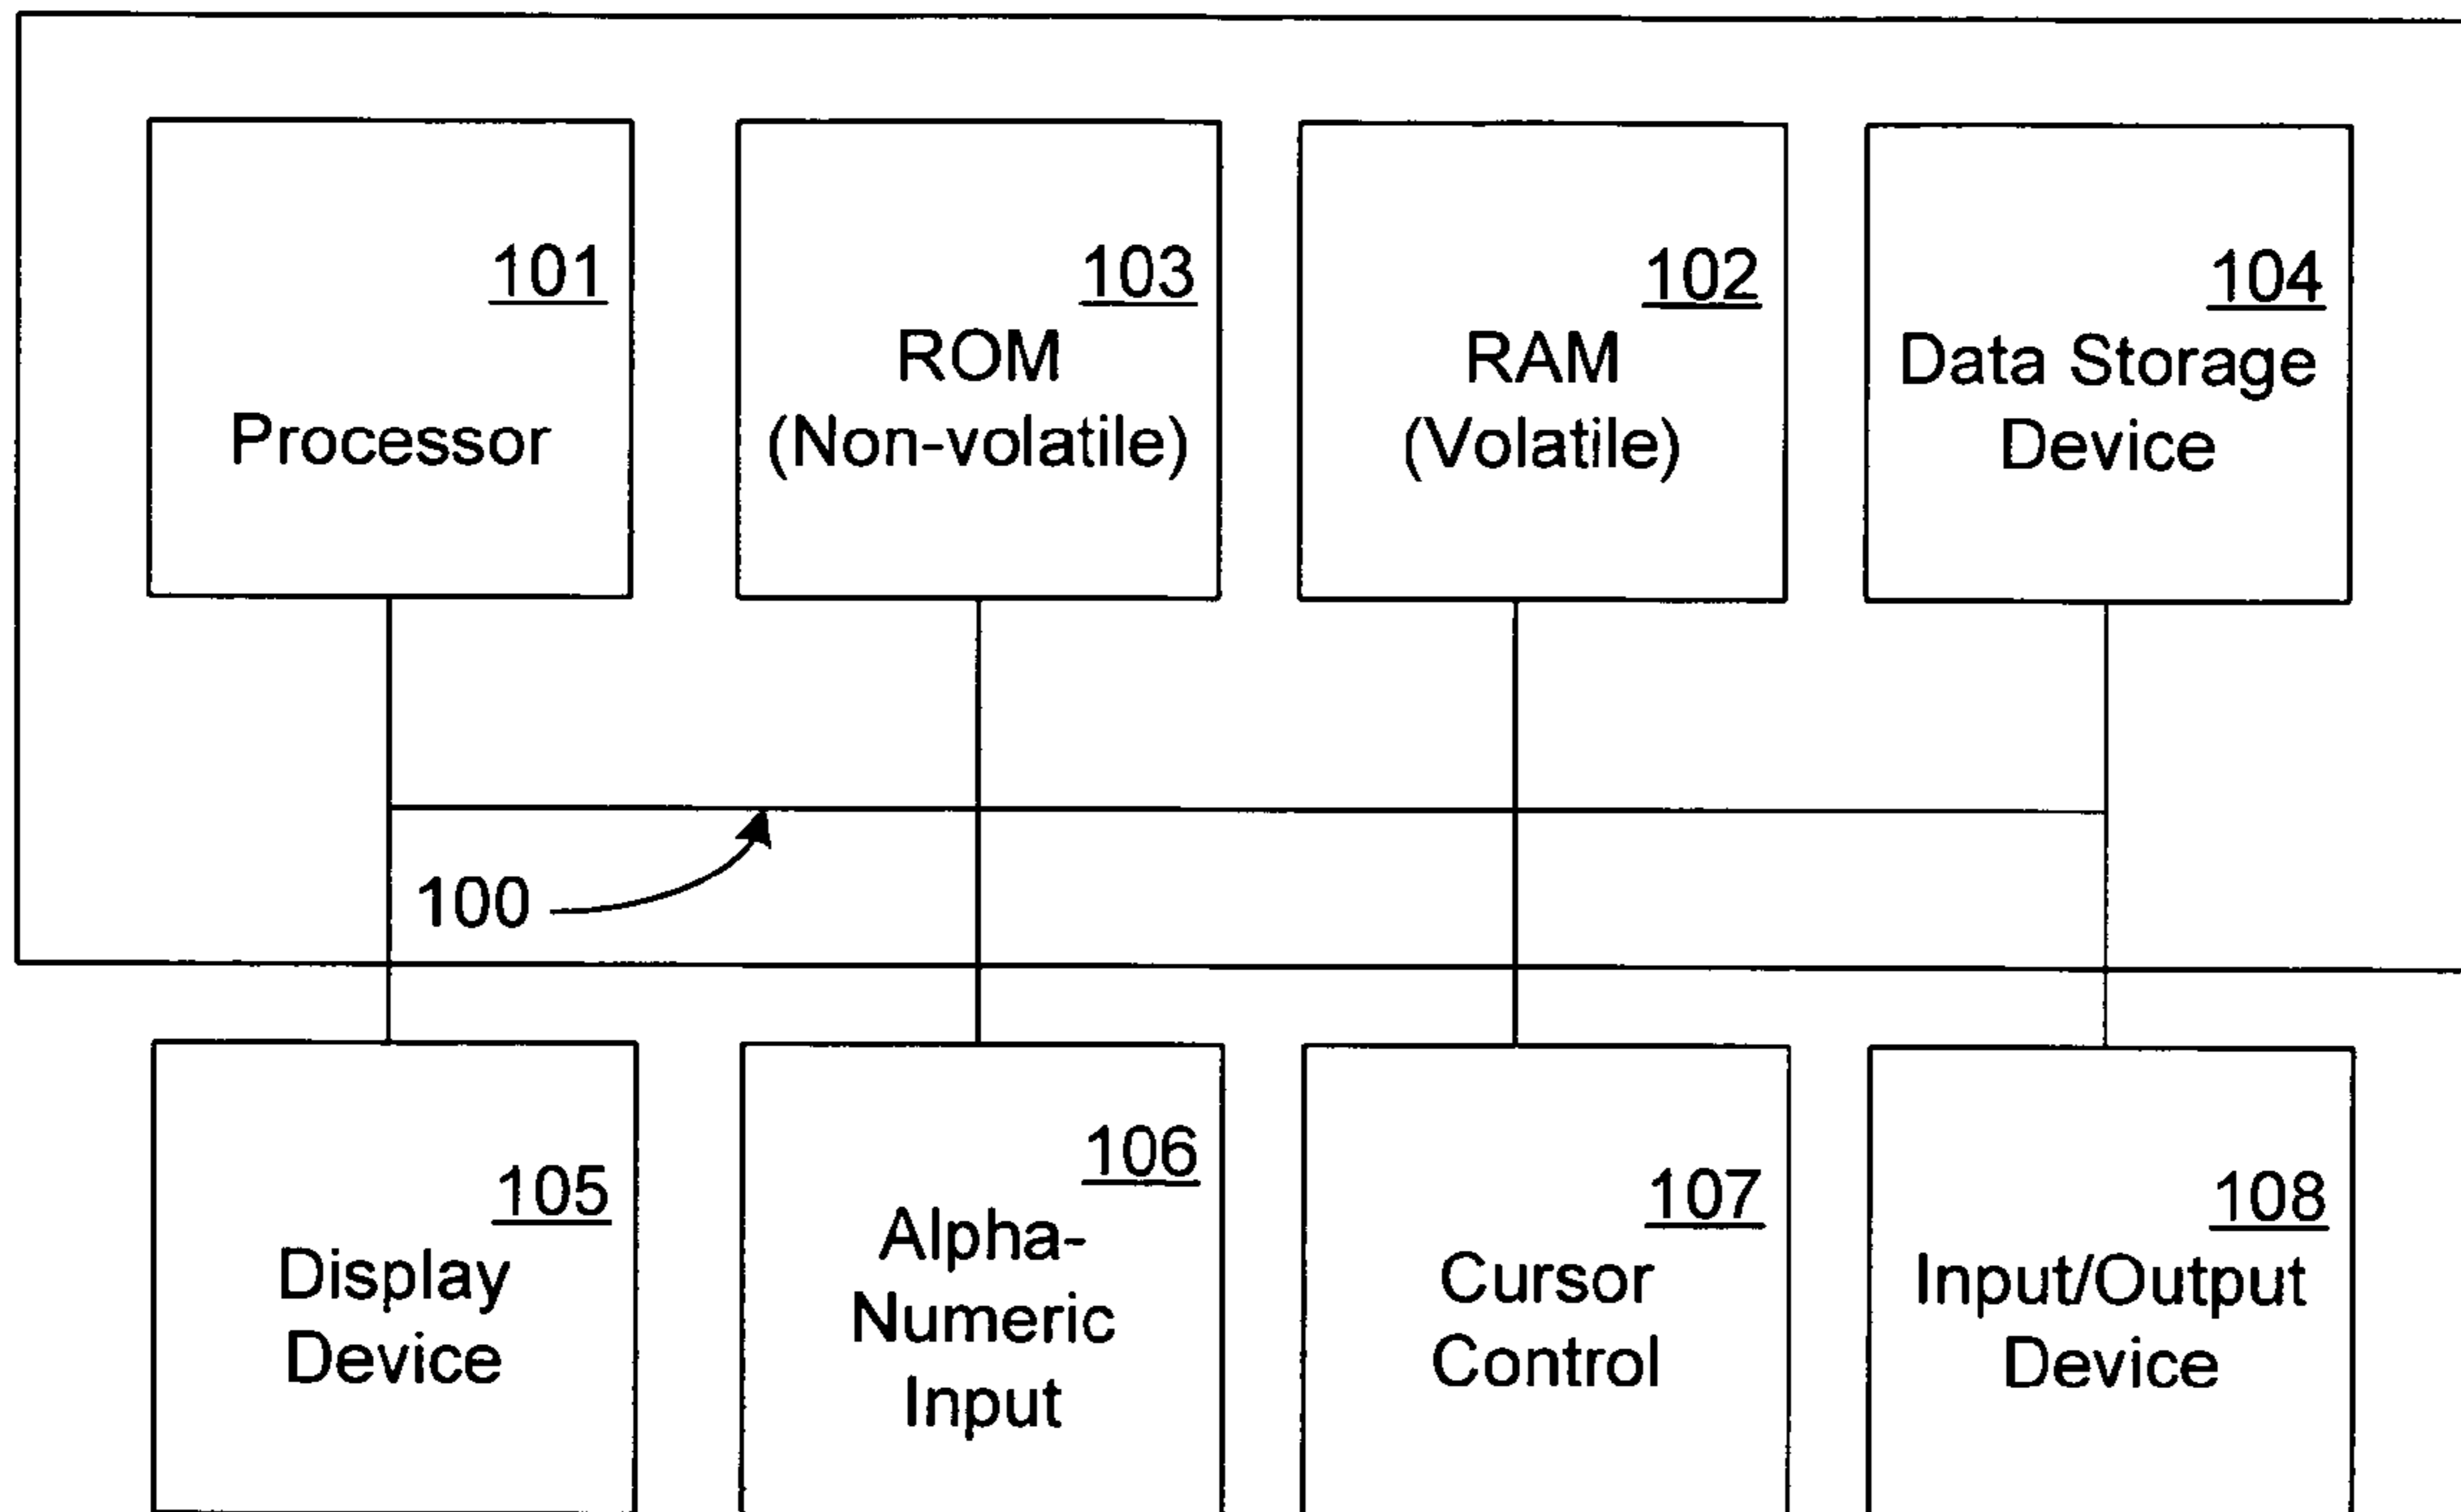 101
Processor
103
ROM
(Non-volatile)
102
RAM
(Volatile)
104
Data Storage
Device
100
105
Display
Device
106
Alpha-
Numeric
Input
107
Cursor
Control
108
Input/Output
Device